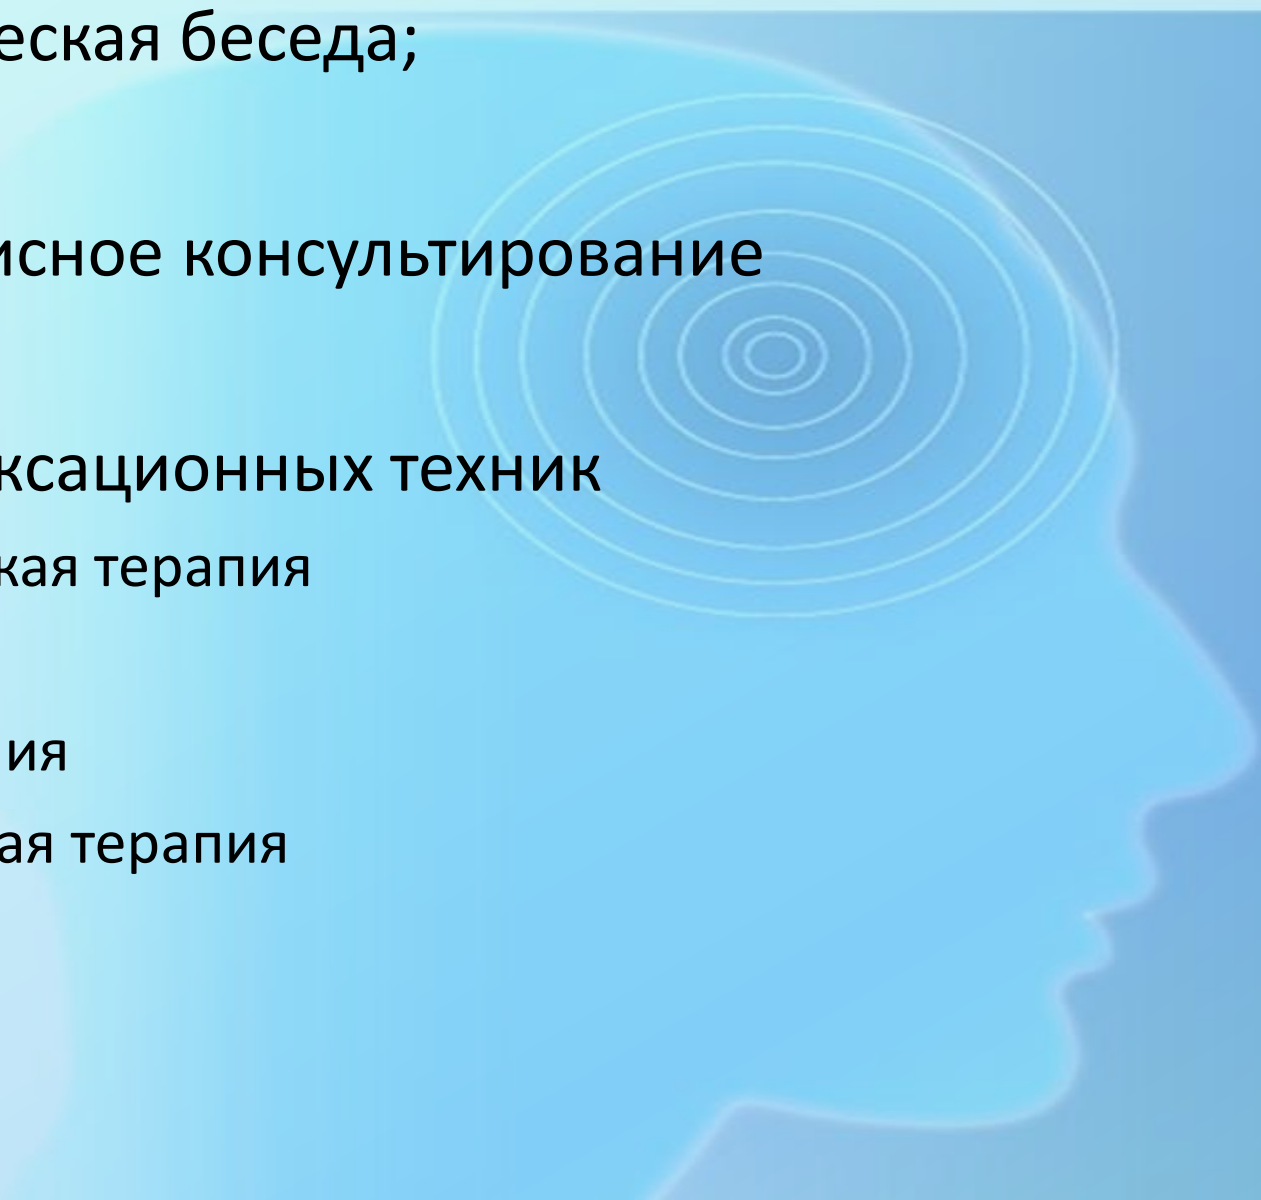 еская беседа;
исное консультирование
ксационных техник
кая терапия
ия
ая терапия